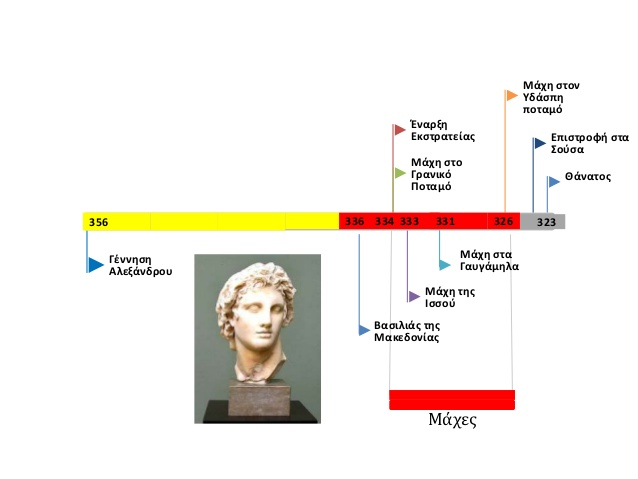 Μάχη στον
Υδάσπη
ποταμό
Έναρξη
Εκστρατείας
Επιστροφή στα
Σούσα
Μάχη στο
Γρανικό
Ποταμό
Θάνατος
356
336
334
333
331
326
323
Γέννηση
Αλεξάνδρου
Μάχη στα
Γαυγάμηλα
Μάχη της
Ισσού
Βασιλιάς της
Μακεδονίας
Μάχες